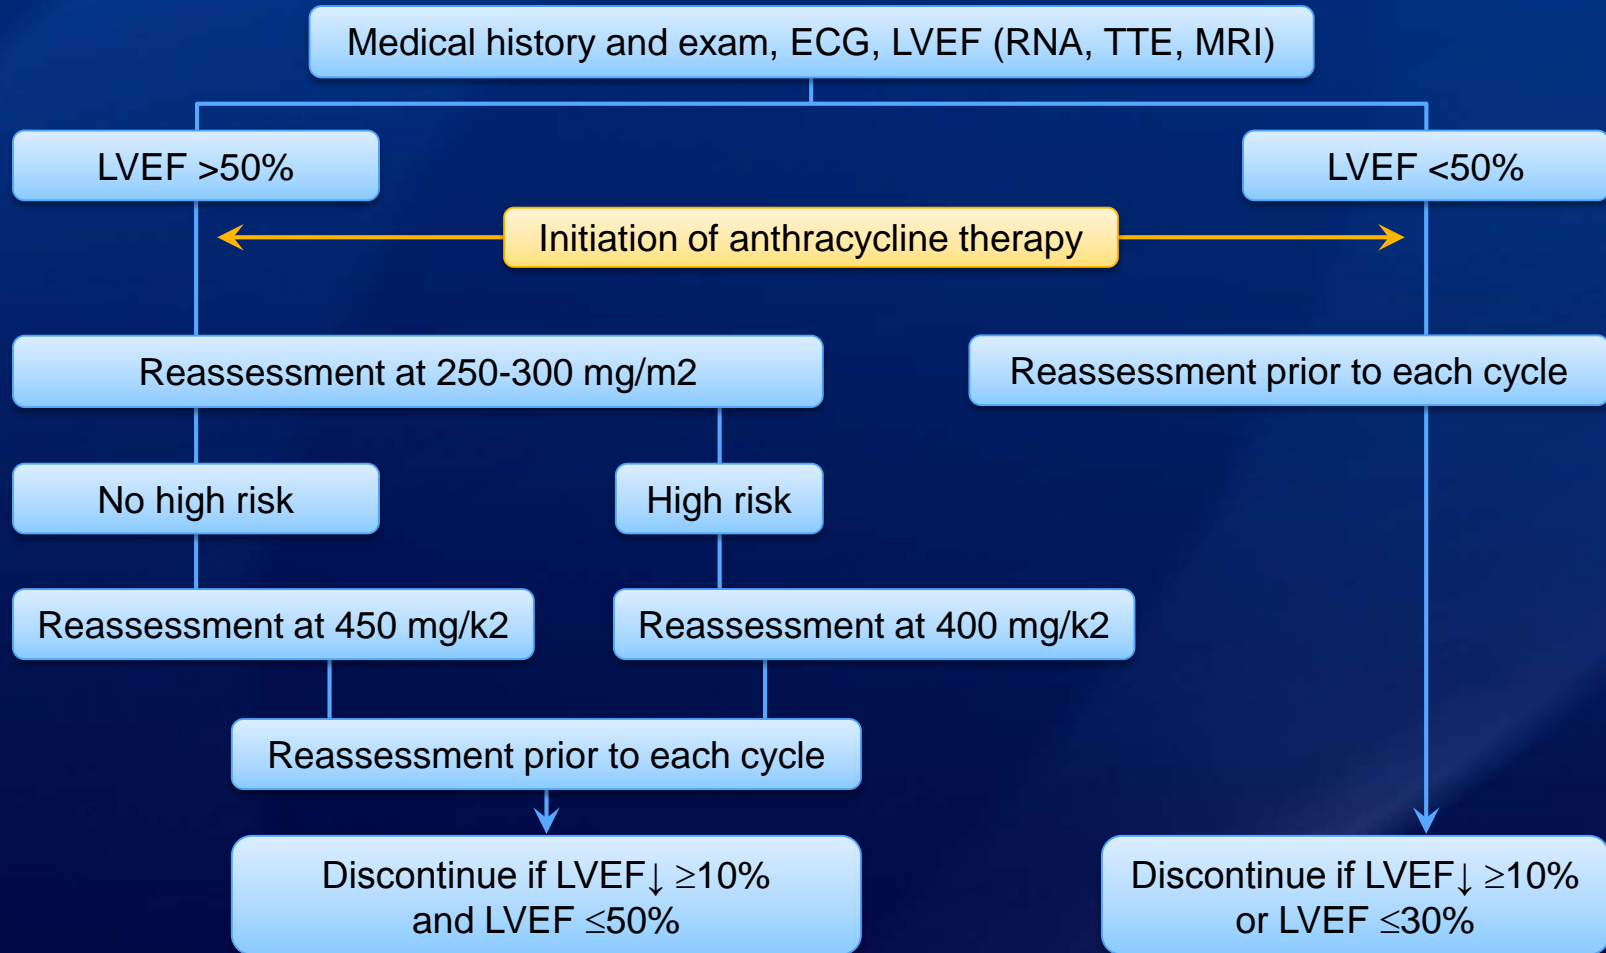 Medical history and exam, ECG, LVEF (RNA, TTE, MRI)
LVEF >50%
LVEF <50%
Initiation of anthracycline therapy
Reassessment at 250-300 mg/m2
Reassessment prior to each cycle
No high risk
High risk
Reassessment at 450 mg/k2
Reassessment at 400 mg/k2
Reassessment prior to each cycle
Discontinue if LVEF↓ ≥10%
and LVEF ≤50%
Discontinue if LVEF↓ ≥10%
or LVEF ≤30%